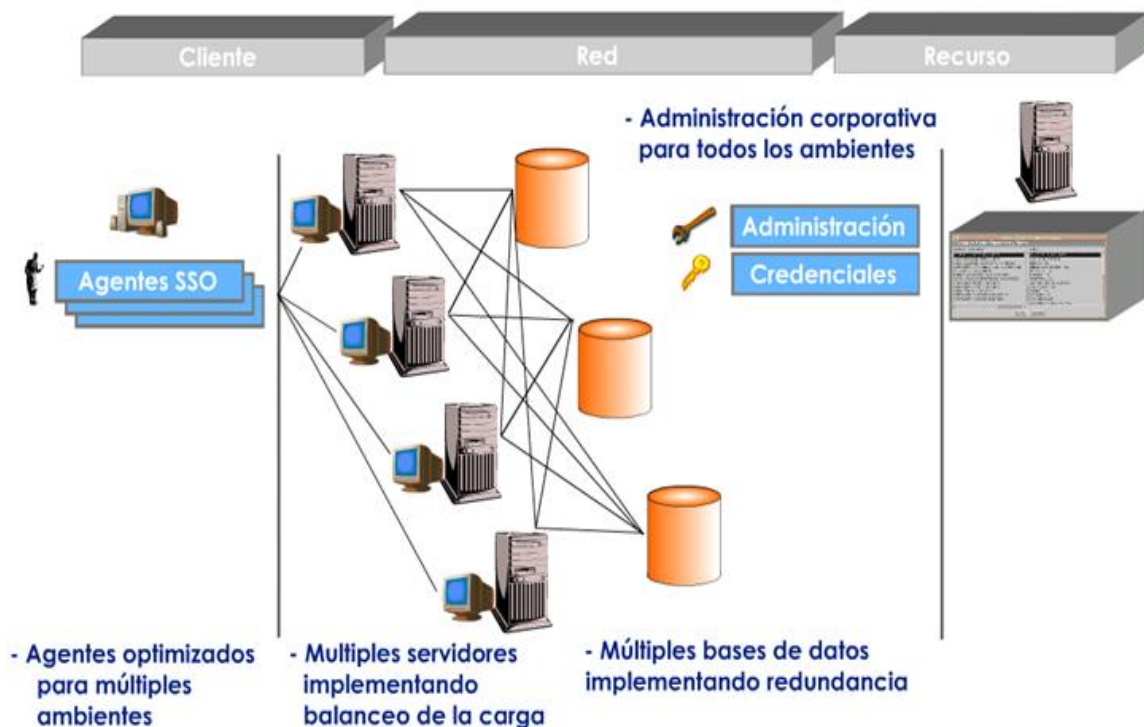 Cliente
Red
Recurso
- Administración corporativa
para todos los ambientes
Agentes SSO
Administración
Credenciales
- Agentes optimizados
para múltiples
ambientes
- Multiples servidores
implementando
balanceo de la carga
- Múltiples bases de datos
implementando redundancia